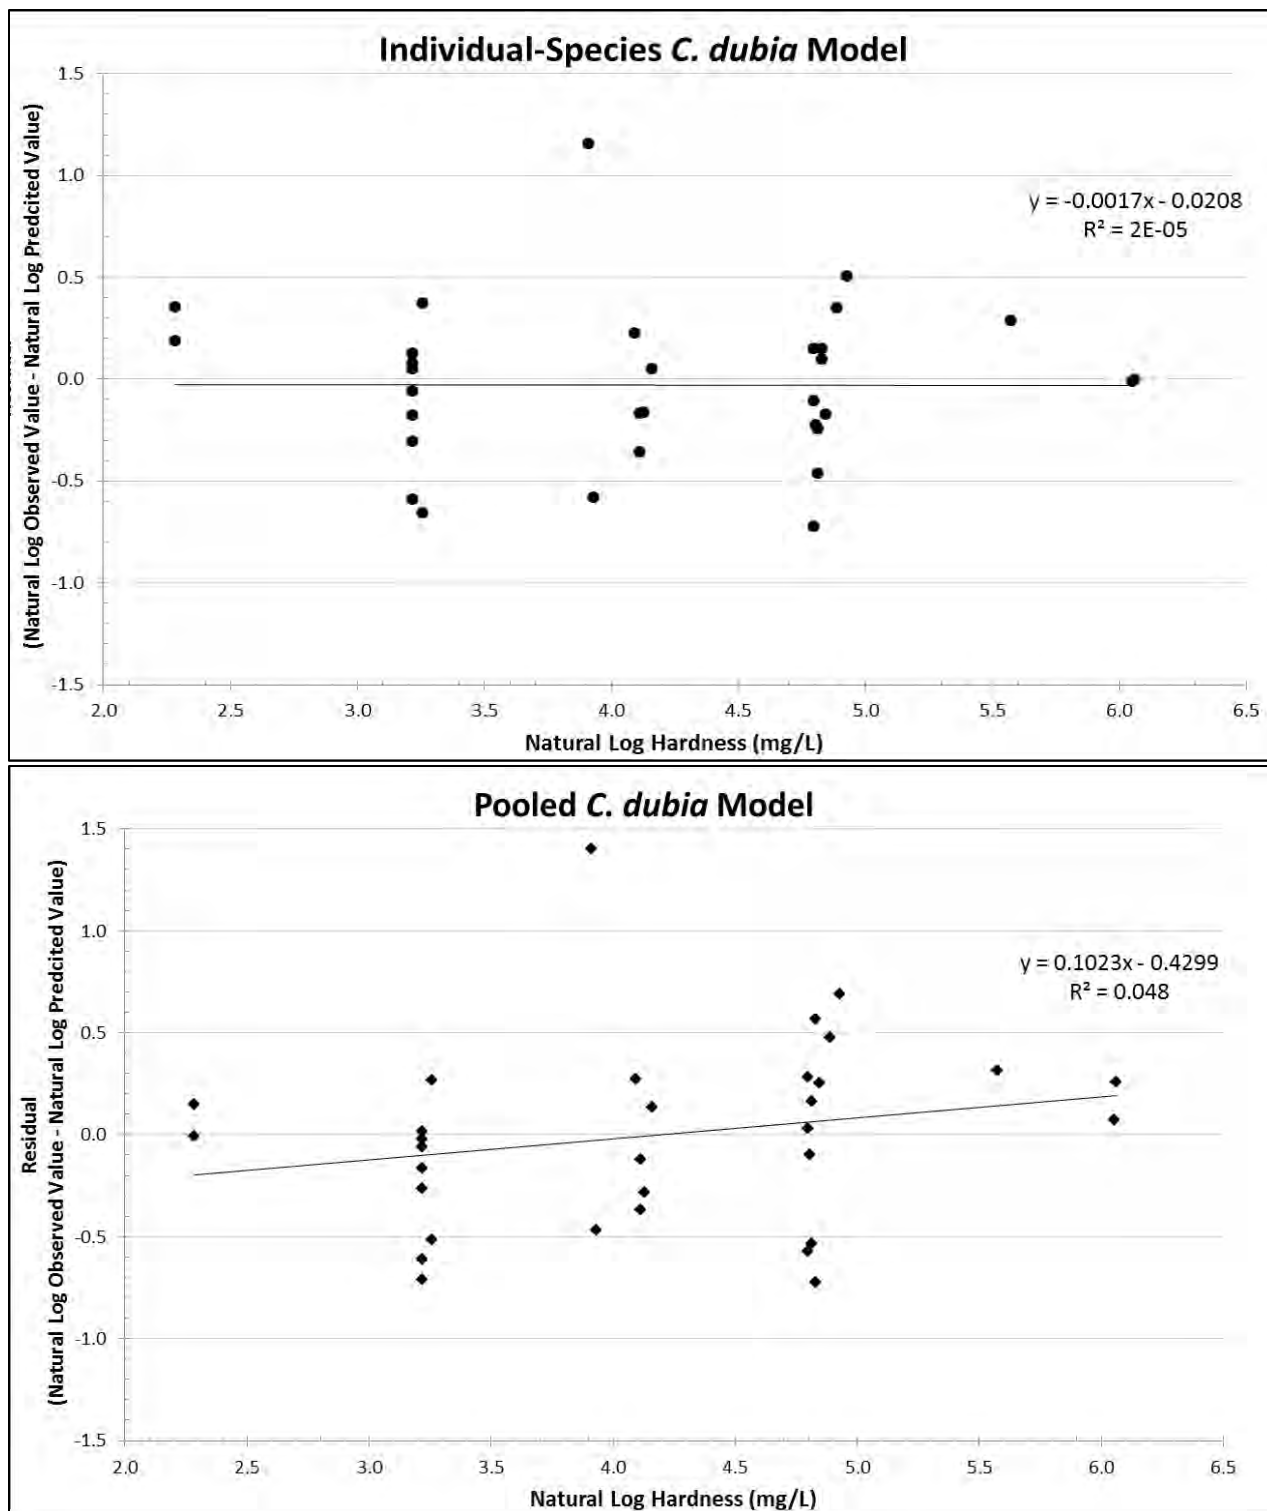 Individual-Species C. dubia Model
(Natural Log Observed Value - Natural Log Predcited Value)
1.5
1.0
0.5
0.0
-0.5
-1.0
-1.5
y = -0.0017x - 0.0208
R² = 2E-05
2.0 2.5 3.0 3.5 4.0 4.5 5.0 5.5 6.0 6.5
Natural Log Hardness (mg/L)
Pooled C. dubia Model
Residual
(Natural Log Observed Value - Natural Log Predcited Value)
1.5
1.0
0.5
0.0
-0.5
-1.0
-1.5
y = 0.1023x - 0.4299
R² = 0.048
2.0 2.5 3.0 3.5 4.0 4.5 5.0 5.5 6.0 6.5
Natural Log Hardness (mg/L)